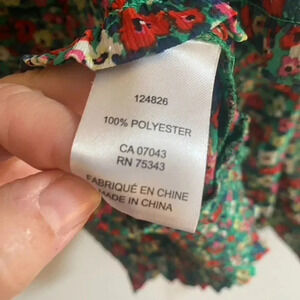 124826
100% POLYESTER
CA 07043
RN 75343
FABRIQUÉ EN CHINE
MADE IN CHINA